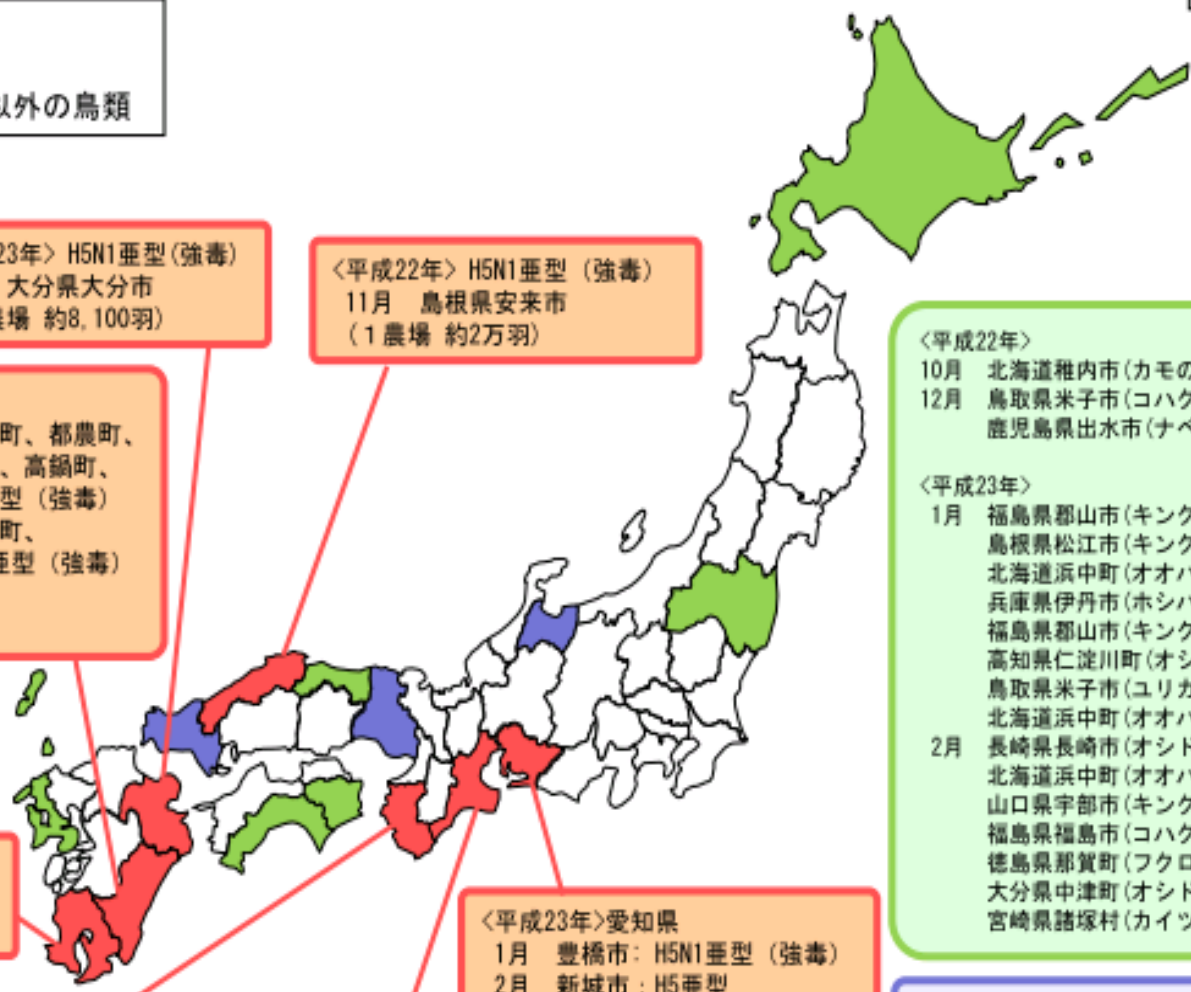 以外の鳥類
23年〉 H5N1亜型(強毒)
大分県大分市
場 約8,100羽)
〈平成22年〉 H5N1亜型 (強毒)
11月 島根県安来市
(1農場 約2万羽)
町、都農町、
、高鍋町、
型 (強毒)
町、
亜型 (強毒)
〈平成23年〉愛知県
1月 豊橋市: H5N1亜型 (強毒)
2月 新城市: H5亜型
〈平成22年〉
10月 北海道稚内市(カモの
12月 鳥取県米子市(コハク
鹿児島県出水市(ナベ
〈平成23年〉
1月 福島県郡山市(キンク
島根県松江市(キンク
北海道浜中町(オオハ
兵庫県伊丹市(ホシハ
福島県郡山市(キンク
高知県仁淀川町(オシ
鳥取県米子市(ユリカ
北海道浜中町(オオハ
2月 長崎県長崎市(オシド
北海道浜中町(オオハ
山口県宇部市(キンク
福島県福島市(コハク
徳島県那賀町(フクロ
大分県中津町(オシド
宮崎県諸塚村(カイツ